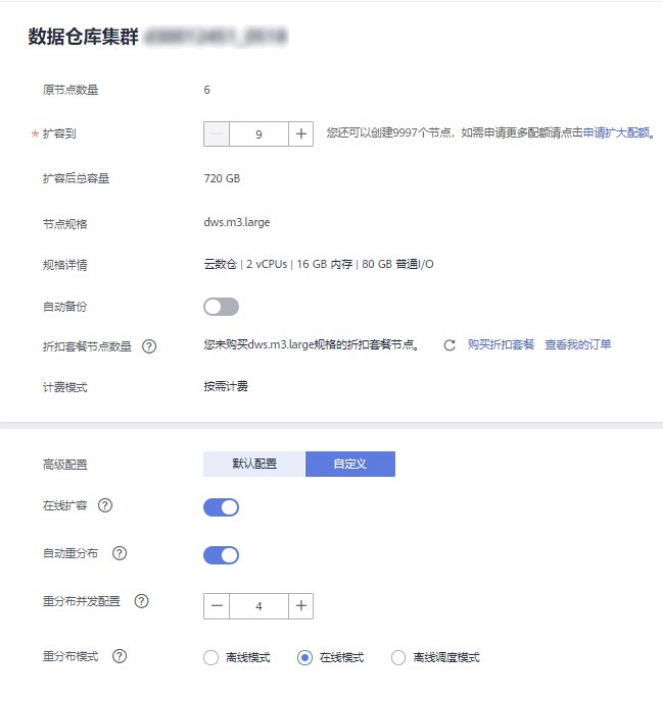 数据仓库集群
原节点数量 6
* 扩容到 — 9 + 您还可以创建9997个节点，如需申请更多配额请点击申请扩大配额。
扩容后总容量 720 GB
节点规格 dws.m3.large
规格详情 云数仓 | 2 vCPUs | 16 GB 内存 | 80 GB 普通I/O
自动备份
折扣套餐节点数量 ? 您未购买dws.m3.large规格的折扣套餐节点。 购买折扣套餐 查看我的订单
计费模式 按需计费
高级配置 默认配置 自定义
在线扩容 ?
自动重分布 ?
重分布并发配置 ? — 4 +
重分布模式 ? 离线模式 在线模式 离线调度模式